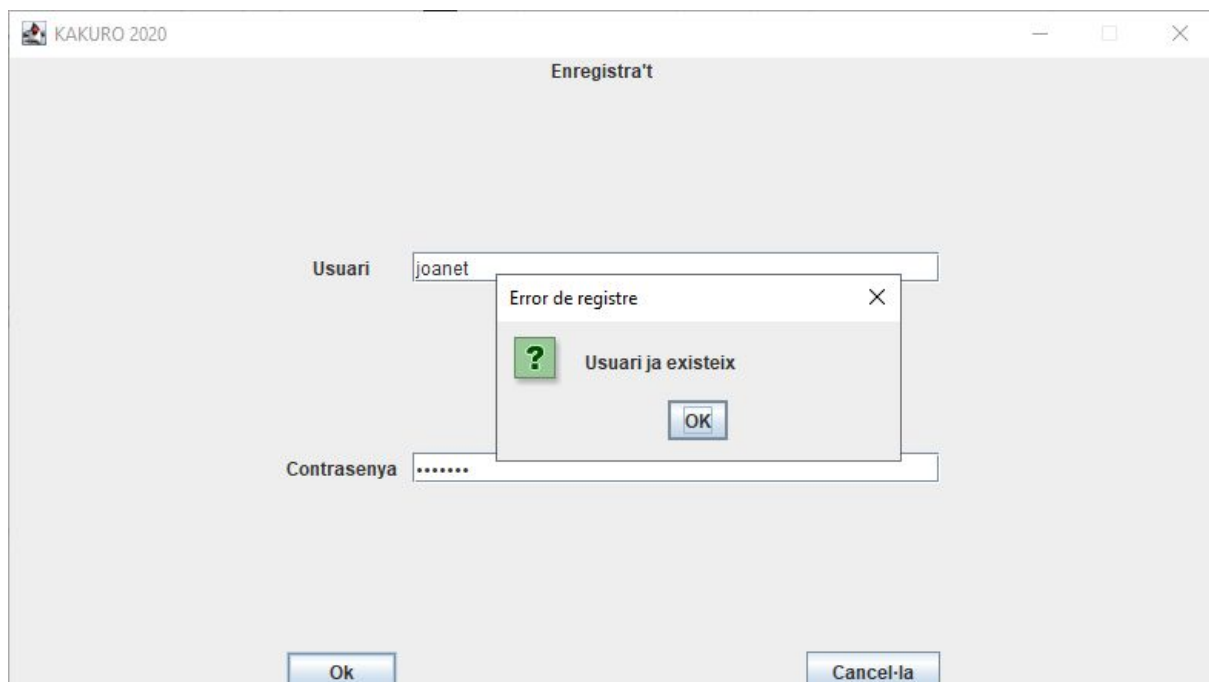 KAKURO 2020
Enregistra't
Usuari
joanet
Error de registre
?
Usuari ja existeix
OK
Contrasenya
•••••••
Ok
Cancel·la